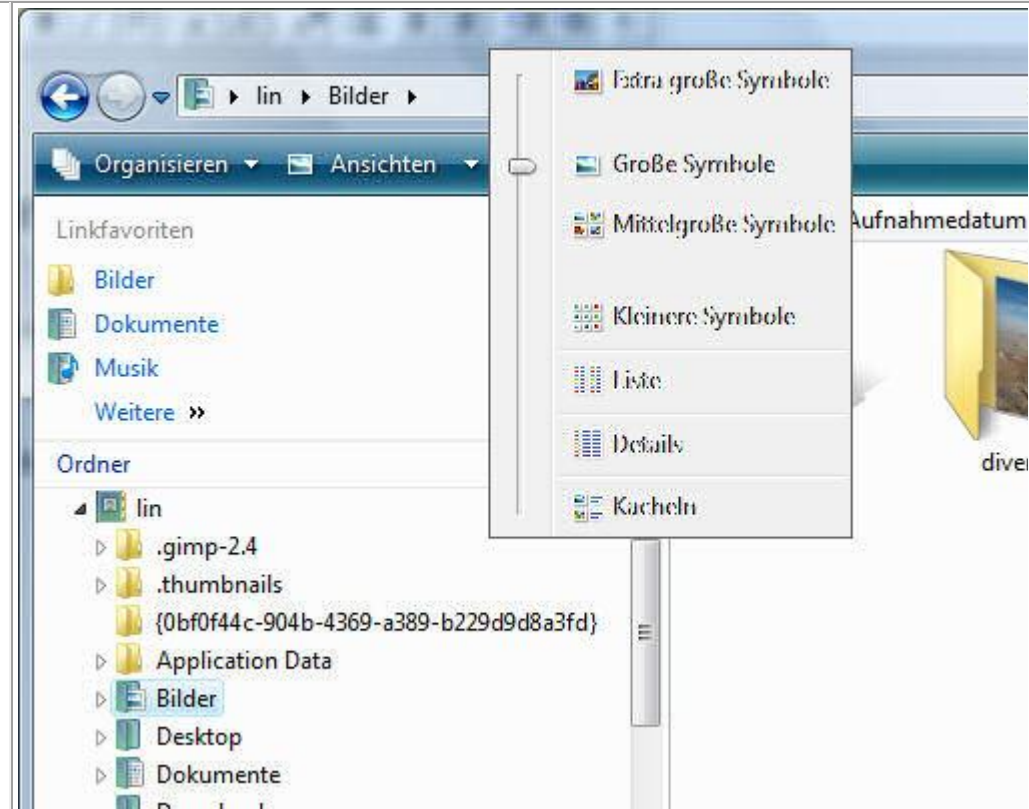 lin Bilder
Organisieren Ansichten
Extra große Symbole
Große Symbole
Mittelgroße Symbole
Kleinere Symbole
Liste
Details
Kacheln
Aufnahmedatum
Linkfavoriten
Bilder
Dokumente
Musik
Weitere »
Ordner
lin
.gimp-2.4
.thumbnails
{0bf0f44c-904b-4369-a389-b229d9d8a3fd}
Application Data
Bilder
Desktop
Dokumente
diver